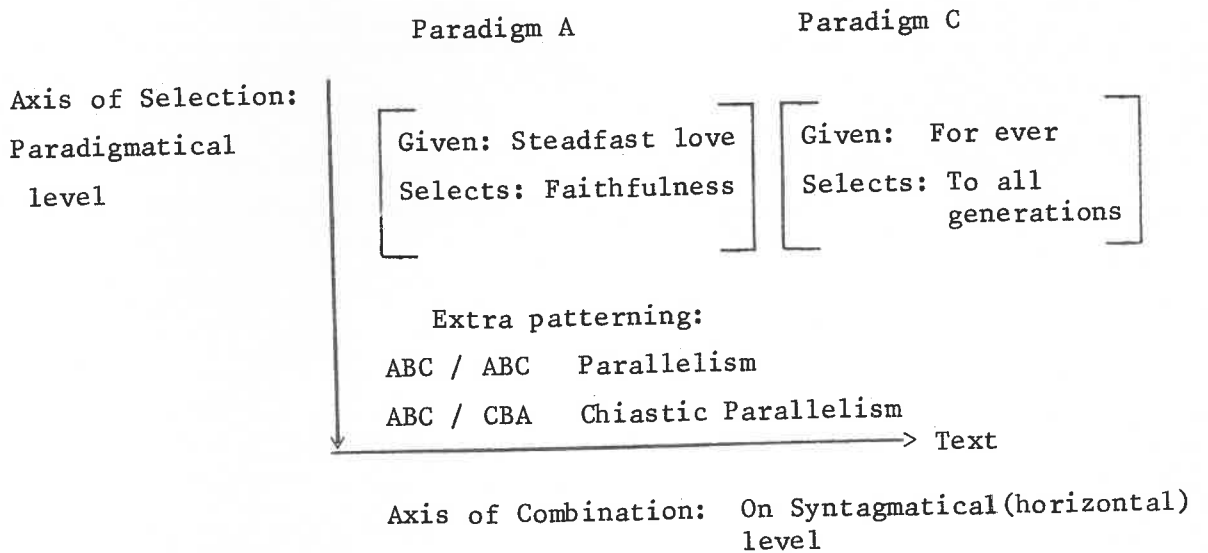 Paradigm A
Paradigm C
Axis of Selection:
Paradigmatical
level
Given: Steadfast love
Selects: Faithfulness
Given: For ever
Selects: To all
generations
Extra patterning:
ABC / ABC Parallelism
ABC / CBA Chiastic Parallelism
Text
Axis of Combination: On Syntagmatical(horizontal)
level